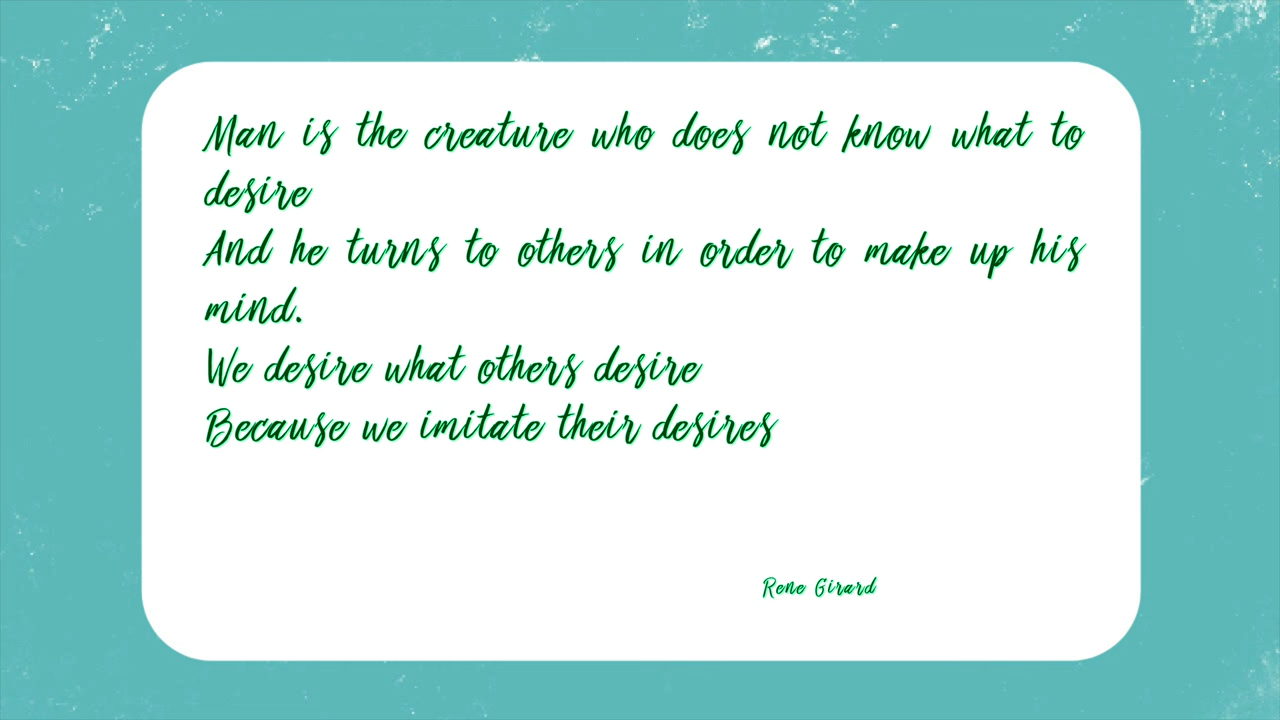 Man is the creature who does not know what to
desire
And he turns to others in order to make up his
mind.
We desire what others desire
Because we imitate their desires
Rene Girard